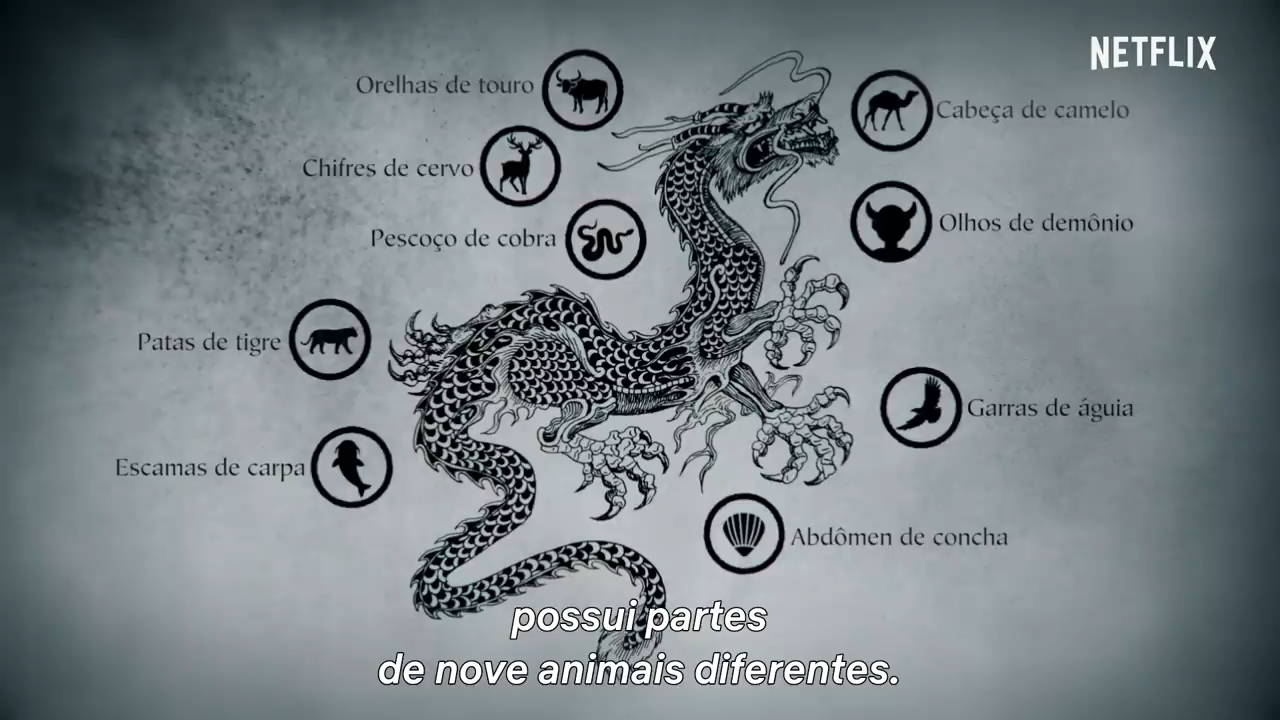 NETFLIX
Orelhas de touro
Cabeça de camelo
Chifres de cervo
Olhos de demônio
Pescoço de cobra
Patas de tigre
Garras de águia
Escamas de carpa
Abdômen de concha
possui partes
de nove animais diferentes.